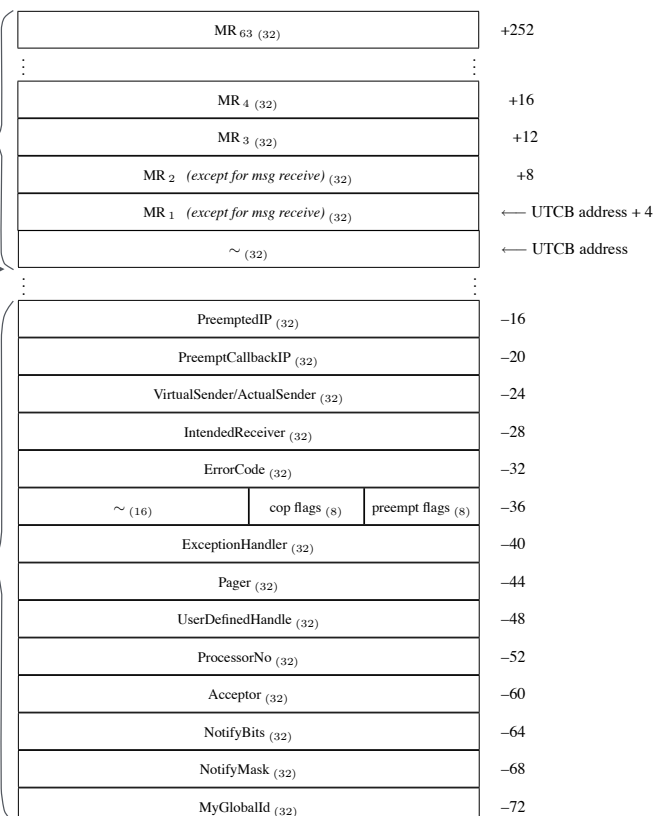 MR 63 (32) +252
⋮ ⋮
MR 4 (32) +16
MR 3 (32) +12
MR 2 (except for msg receive) (32) +8
MR 1 (except for msg receive) (32) ←— UTCB address + 4
∼ (32) ←— UTCB address
⋮ ⋮
PreemptedIP (32) –16
PreemptCallbackIP (32) –20
VirtualSender/ActualSender (32) –24
IntendedReceiver (32) –28
ErrorCode (32) –32
∼ (16) cop flags (8) preempt flags (8) –36
ExceptionHandler (32) –40
Pager (32) –44
UserDefinedHandle (32) –48
ProcessorNo (32) –52
Acceptor (32) –60
NotifyBits (32) –64
NotifyMask (32) –68
MyGlobalId (32) –72